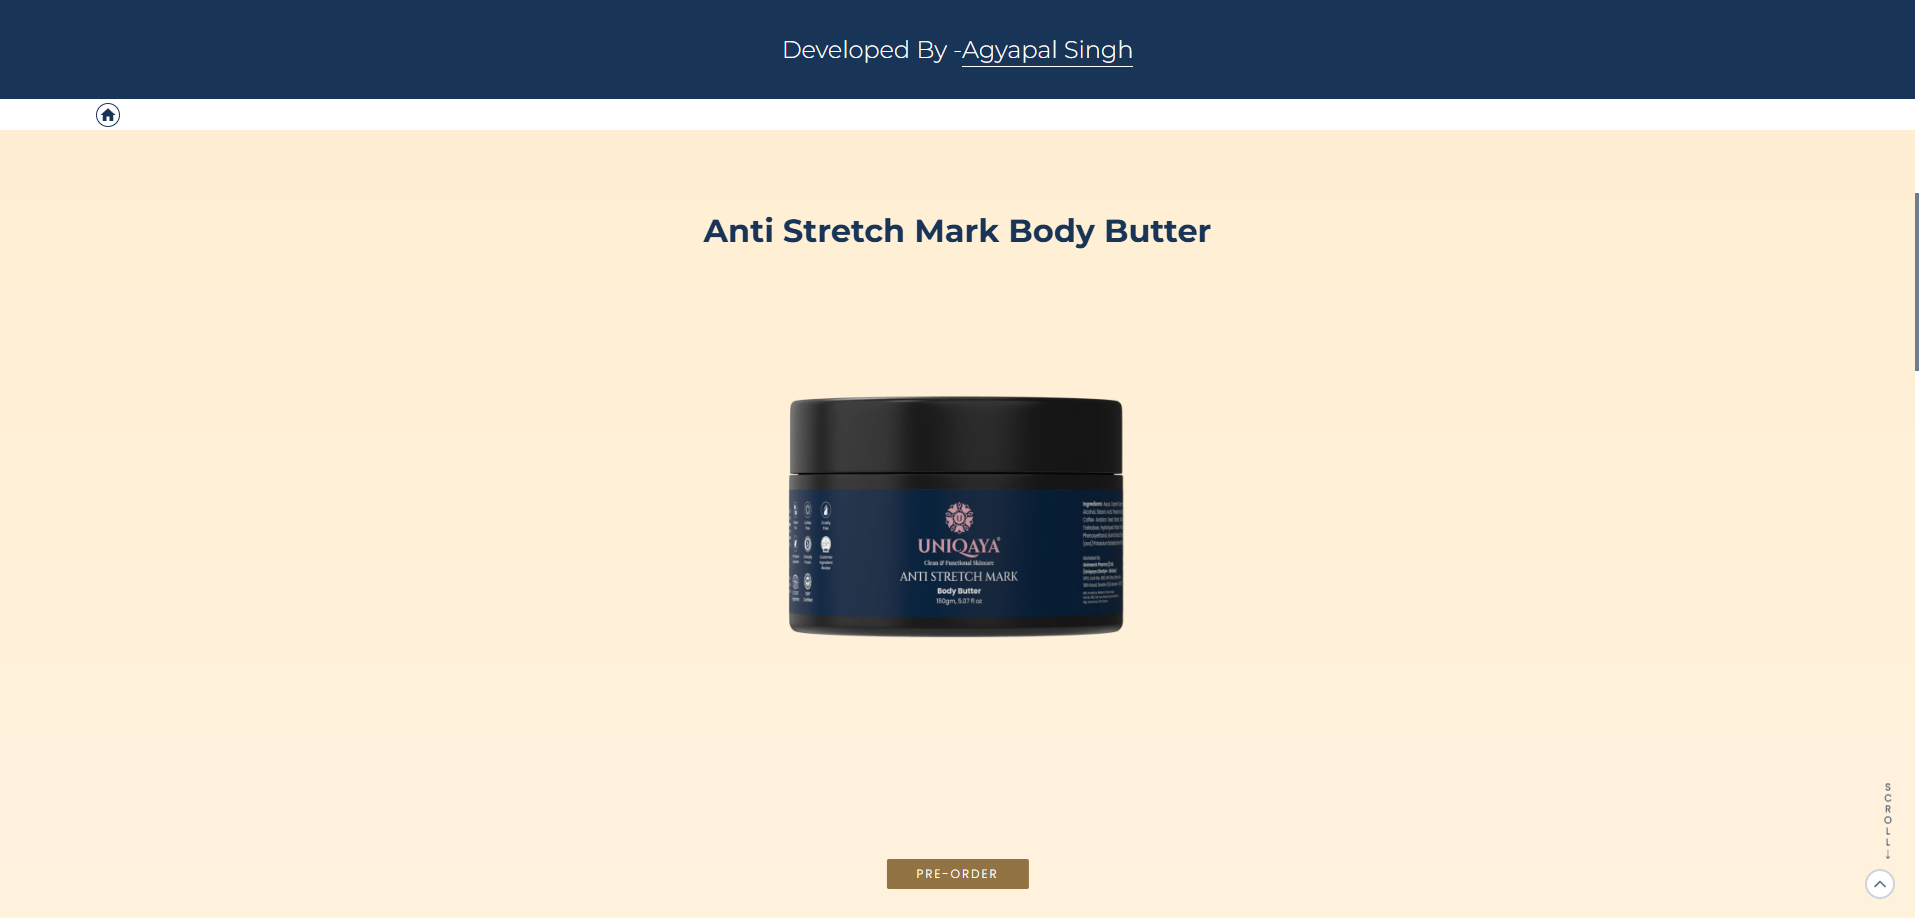 Developed By -Agyapal Singh
Anti Stretch Mark Body Butter
UNIQAYA®
Clean & Functional Skincare
ANTI STRETCH MARK
Body Butter
150gm, 5.07 fl oz
Ingredients:
PRE-ORDER
SCROLL↓